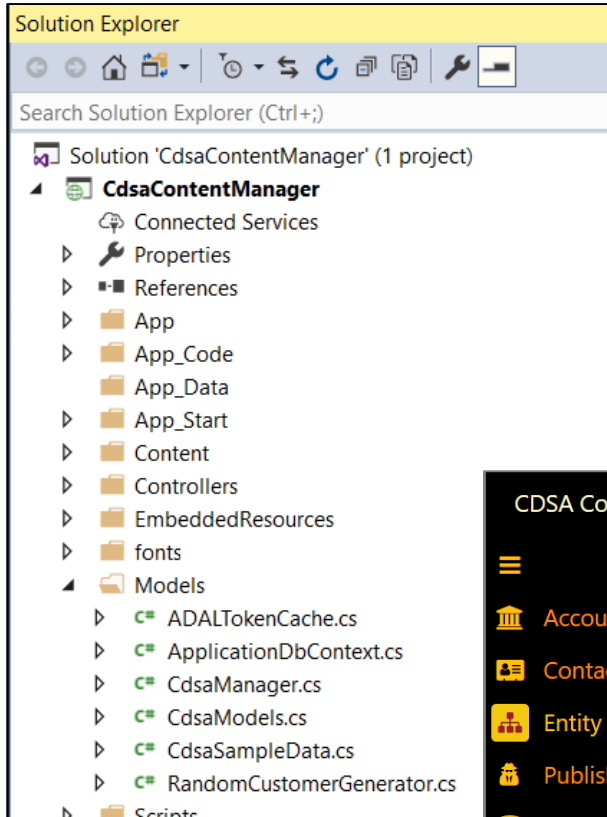 Solution Explorer
Search Solution Explorer (Ctrl+;)
Solution 'CdsaContentManager' (1 project)
CdsaContentManager
Connected Services
Properties
References
App
App_Code
App_Data
App_Start
Content
Controllers
EmbeddedResources
fonts
Models
C# ADALTokenCache.cs
C# ApplicationDbContext.cs
C# CdsaManager.cs
C# CdsaModels.cs
C# CdsaSampleData.cs
C# RandomCustomerGenerator.cs
Scripts
CDSA Co
Accou
Conta
Entity
Publis